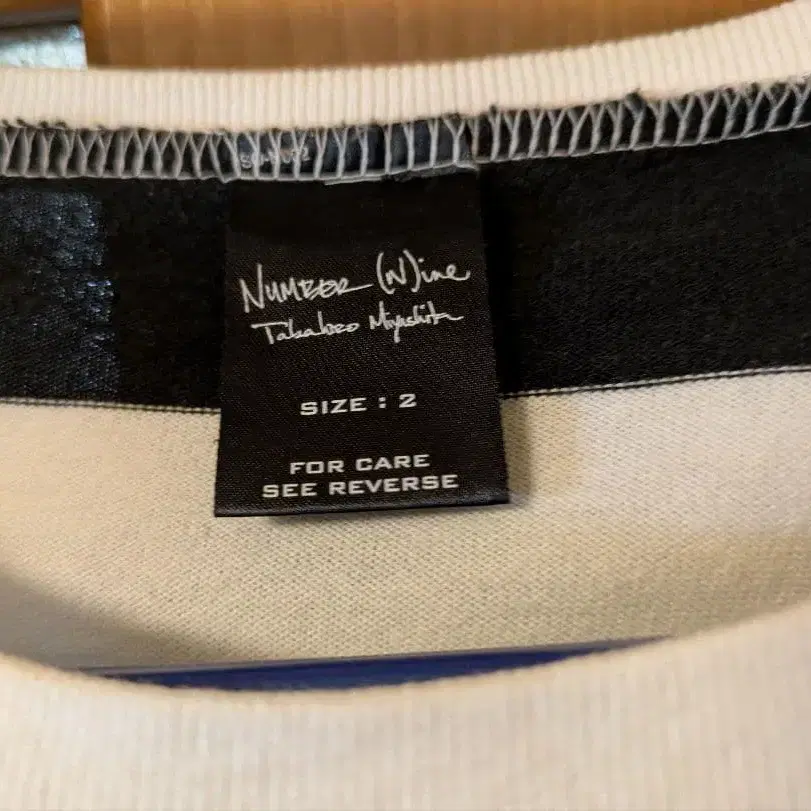 NUMBER (N)ine
Takahiro Miyashita
SIZE : 2
FOR CARE
SEE REVERSE